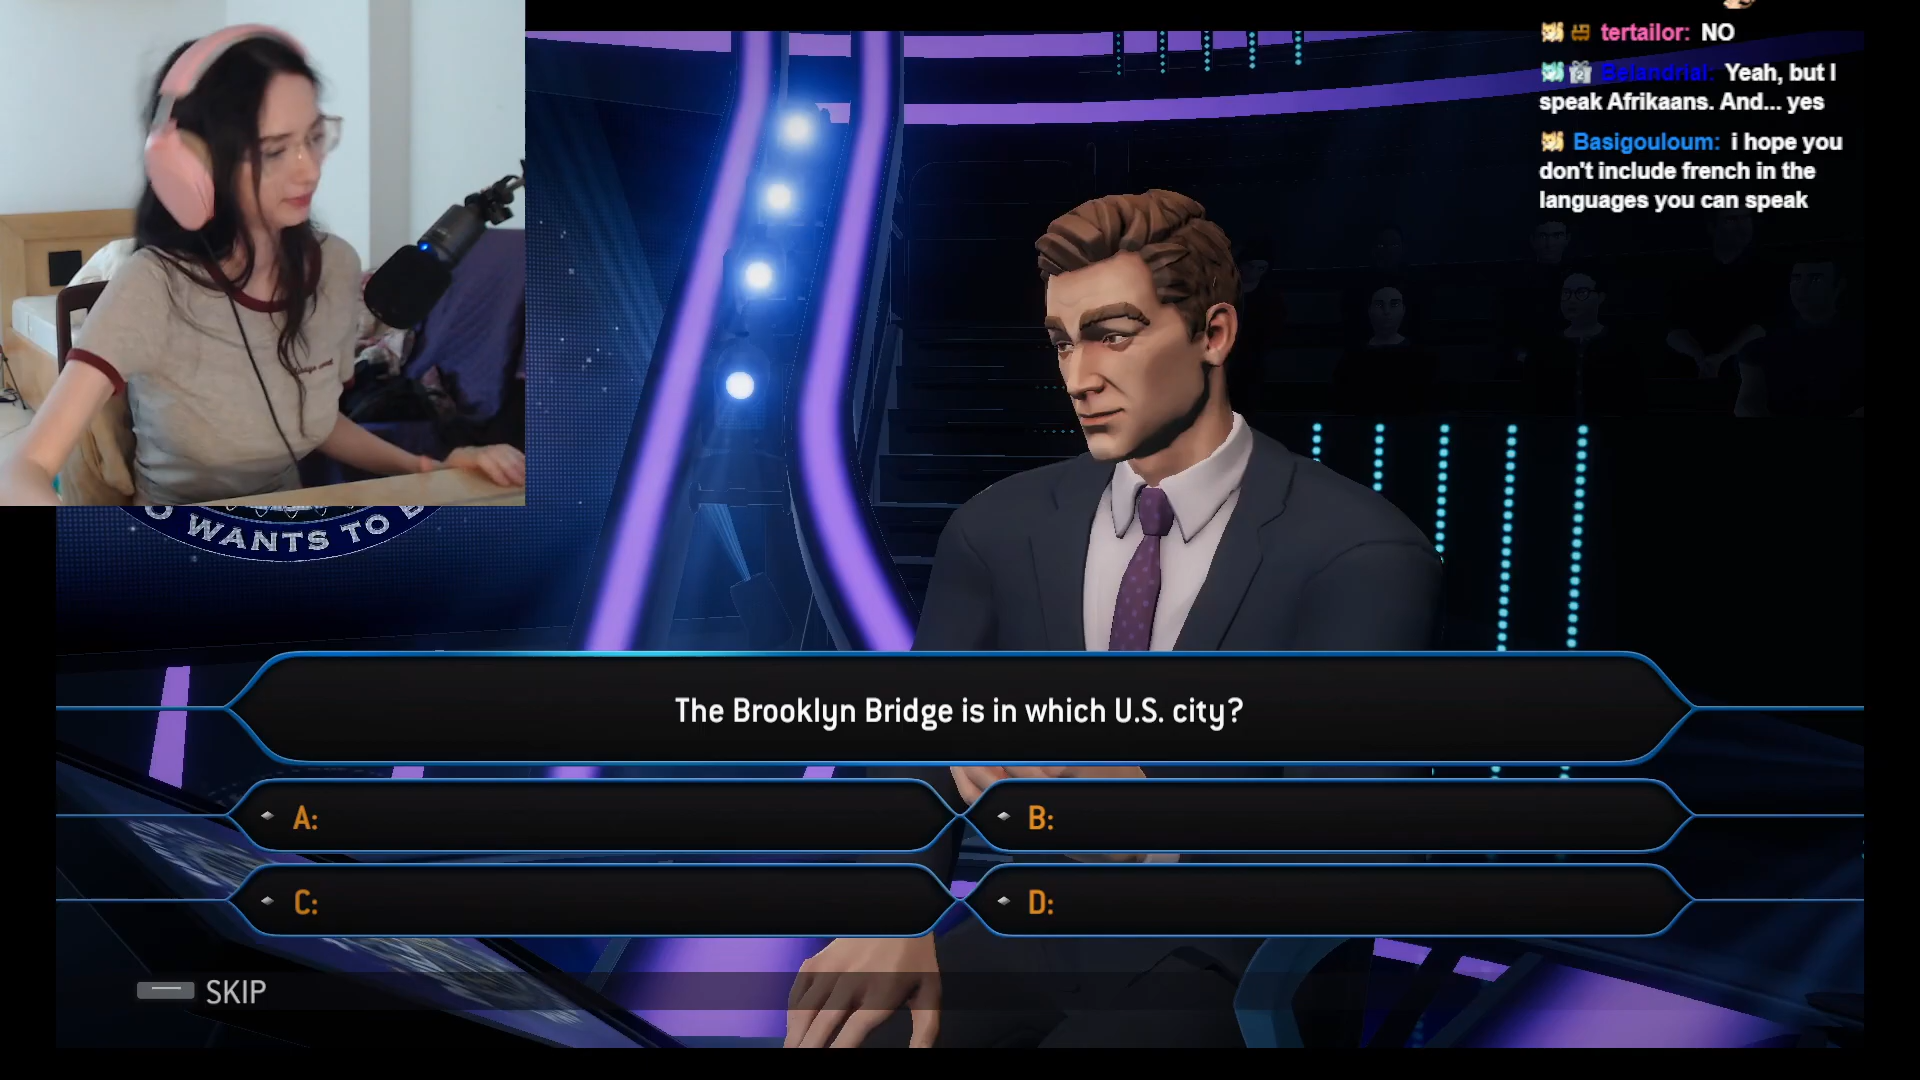 tertailor: NO
Belandrial: Yeah, but I
speak Afrikaans. And... yes
Basigouloum: i hope you
don't include french in the
languages you can speak
O WANTS TO B
The Brooklyn Bridge is in which U.S. city?
A:
B:
C:
D:
SKIP